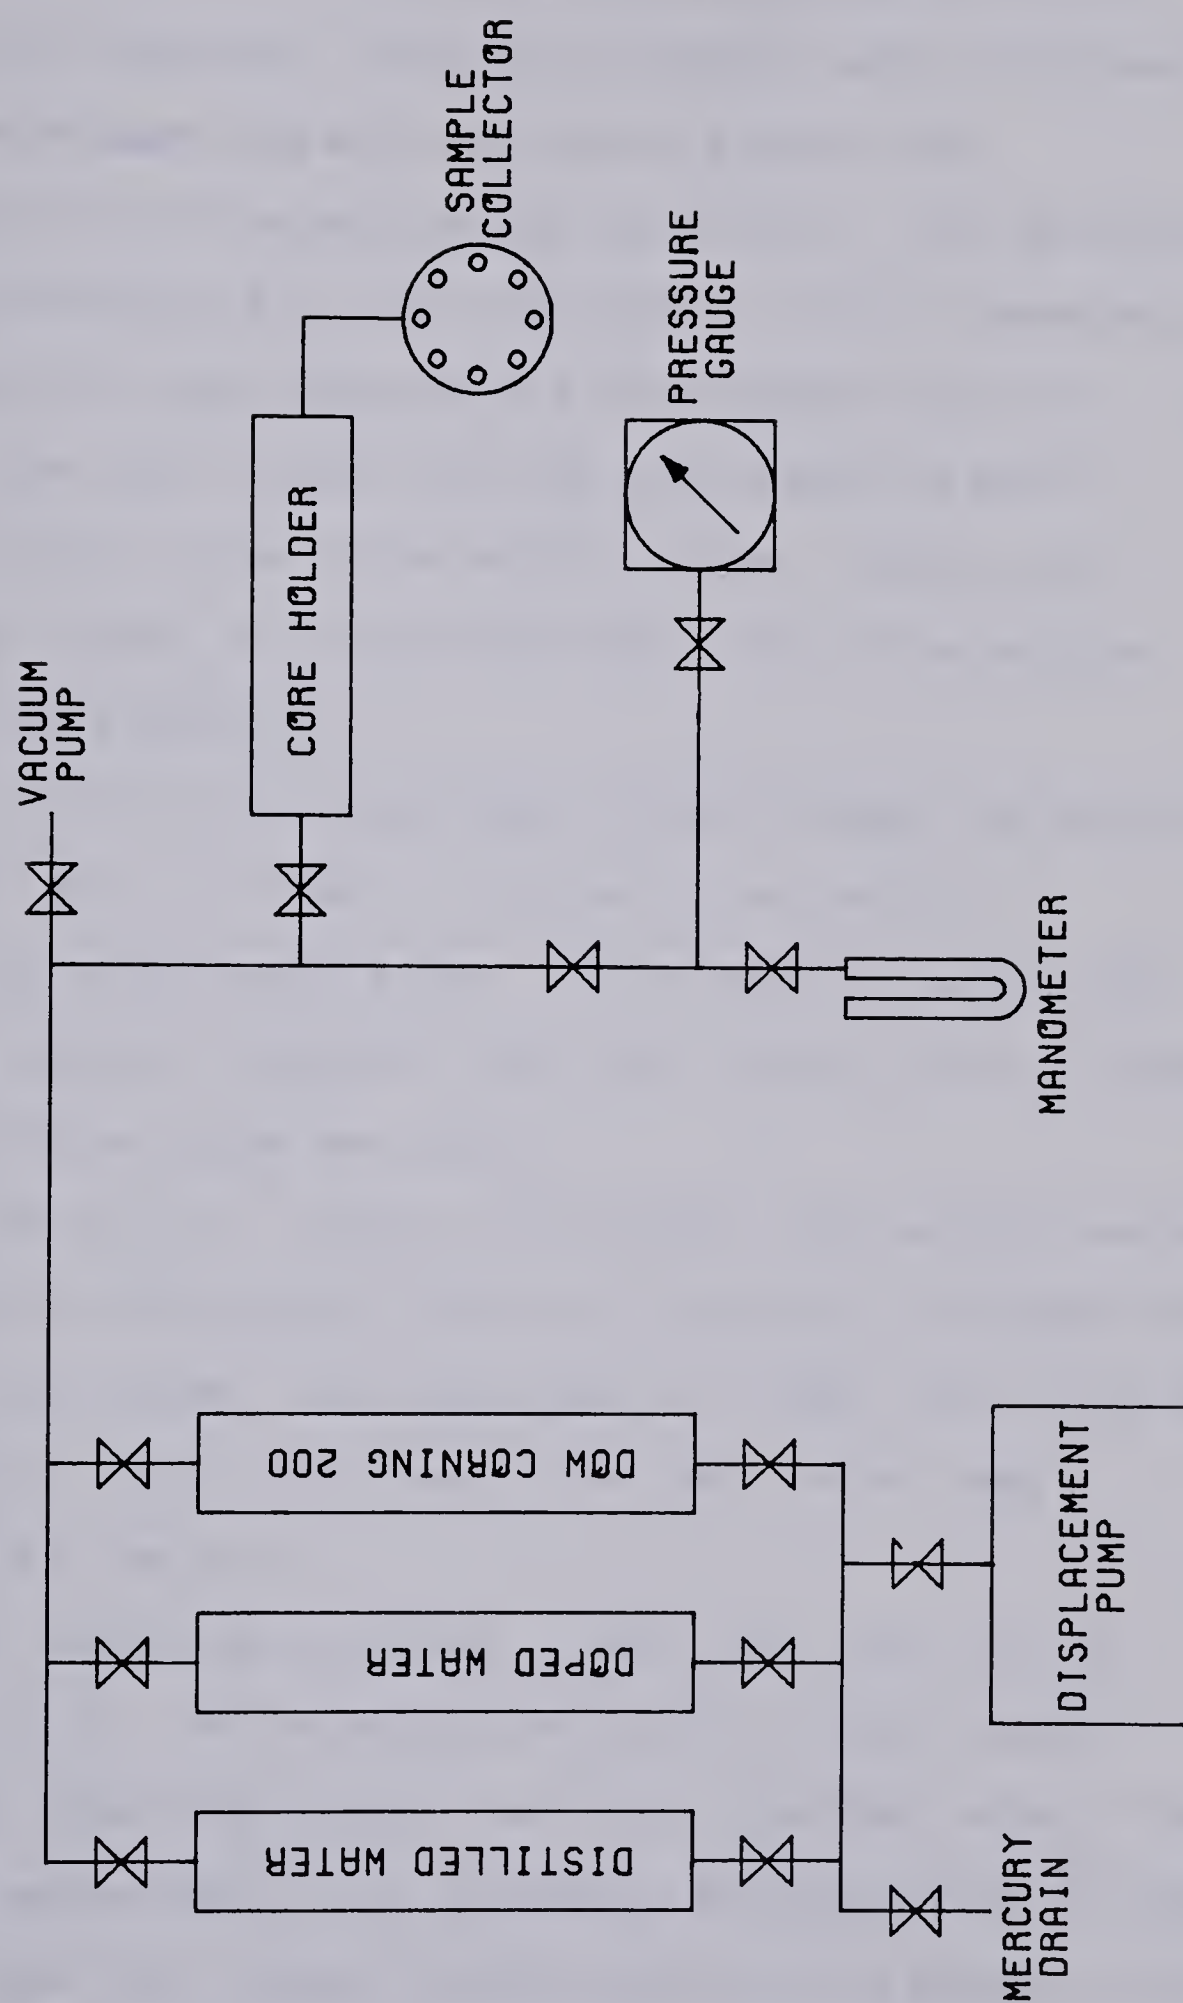 VACUUM
PUMP
CORE HOLDER
SAMPLE
COLLECTOR
PRESSURE
GAUGE
MANOMETER
DOW CORNING 200
DOPED WATER
DISTILLED WATER
DISPLACEMENT
PUMP
MERCURY
DRAIN